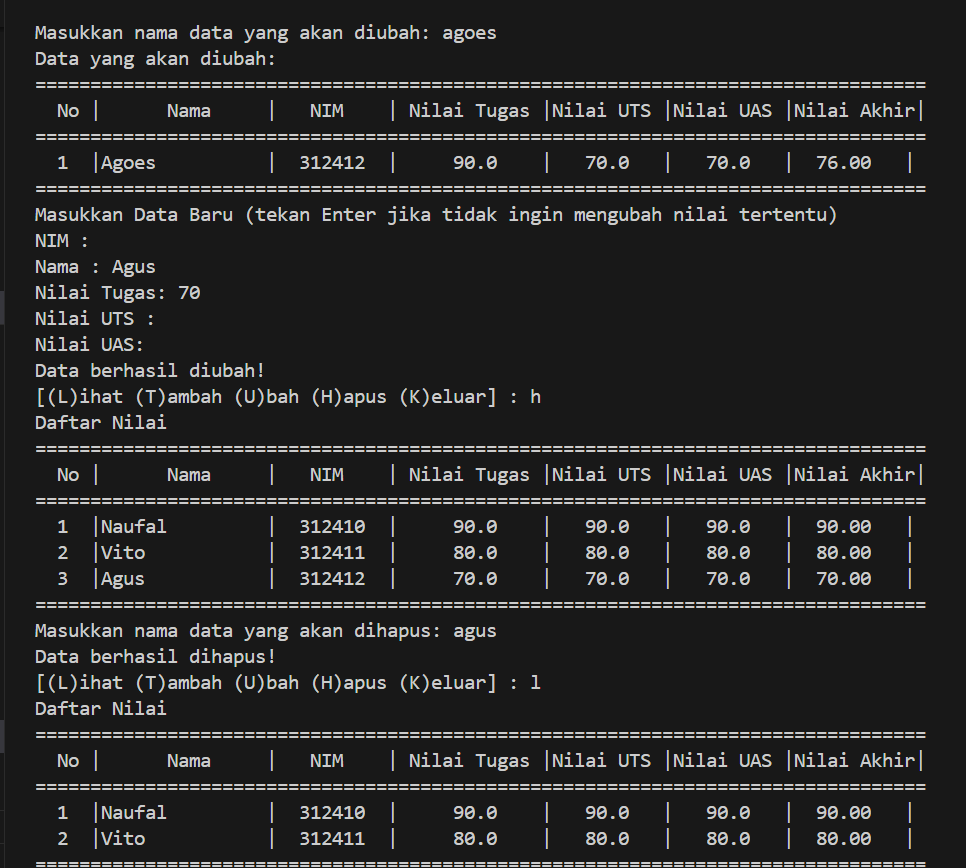 Masukkan nama data yang akan diubah: agoes
Data yang akan diubah:
=================================================================================
  No |      Nama     |   NIM    | Nilai Tugas |Nilai UTS |Nilai UAS |Nilai Akhir|
=================================================================================
  1  |Agoes          |  312412  |     90.0    |   70.0   |   70.0   |  76.00   |
=================================================================================
Masukkan Data Baru (tekan Enter jika tidak ingin mengubah nilai tertentu)
NIM :
Nama : Agus
Nilai Tugas: 70
Nilai UTS :
Nilai UAS:
Data berhasil diubah!
[(L)ihat (T)ambah (U)bah (H)apus (K)eluar] : h
Daftar Nilai
=================================================================================
  No |      Nama     |   NIM    | Nilai Tugas |Nilai UTS |Nilai UAS |Nilai Akhir|
=================================================================================
  1  |Naufal         |  312410  |     90.0    |   90.0   |   90.0   |  90.00   |
  2  |Vito           |  312411  |     80.0    |   80.0   |   80.0   |  80.00   |
  3  |Agus           |  312412  |     70.0    |   70.0   |   70.0   |  70.00   |
=================================================================================
Masukkan nama data yang akan dihapus: agus
Data berhasil dihapus!
[(L)ihat (T)ambah (U)bah (H)apus (K)eluar] : l
Daftar Nilai
=================================================================================
  No |      Nama     |   NIM    | Nilai Tugas |Nilai UTS |Nilai UAS |Nilai Akhir|
=================================================================================
  1  |Naufal         |  312410  |     90.0    |   90.0   |   90.0   |  90.00   |
  2  |Vito           |  312411  |     80.0    |   80.0   |   80.0   |  80.00   |
=================================================================================